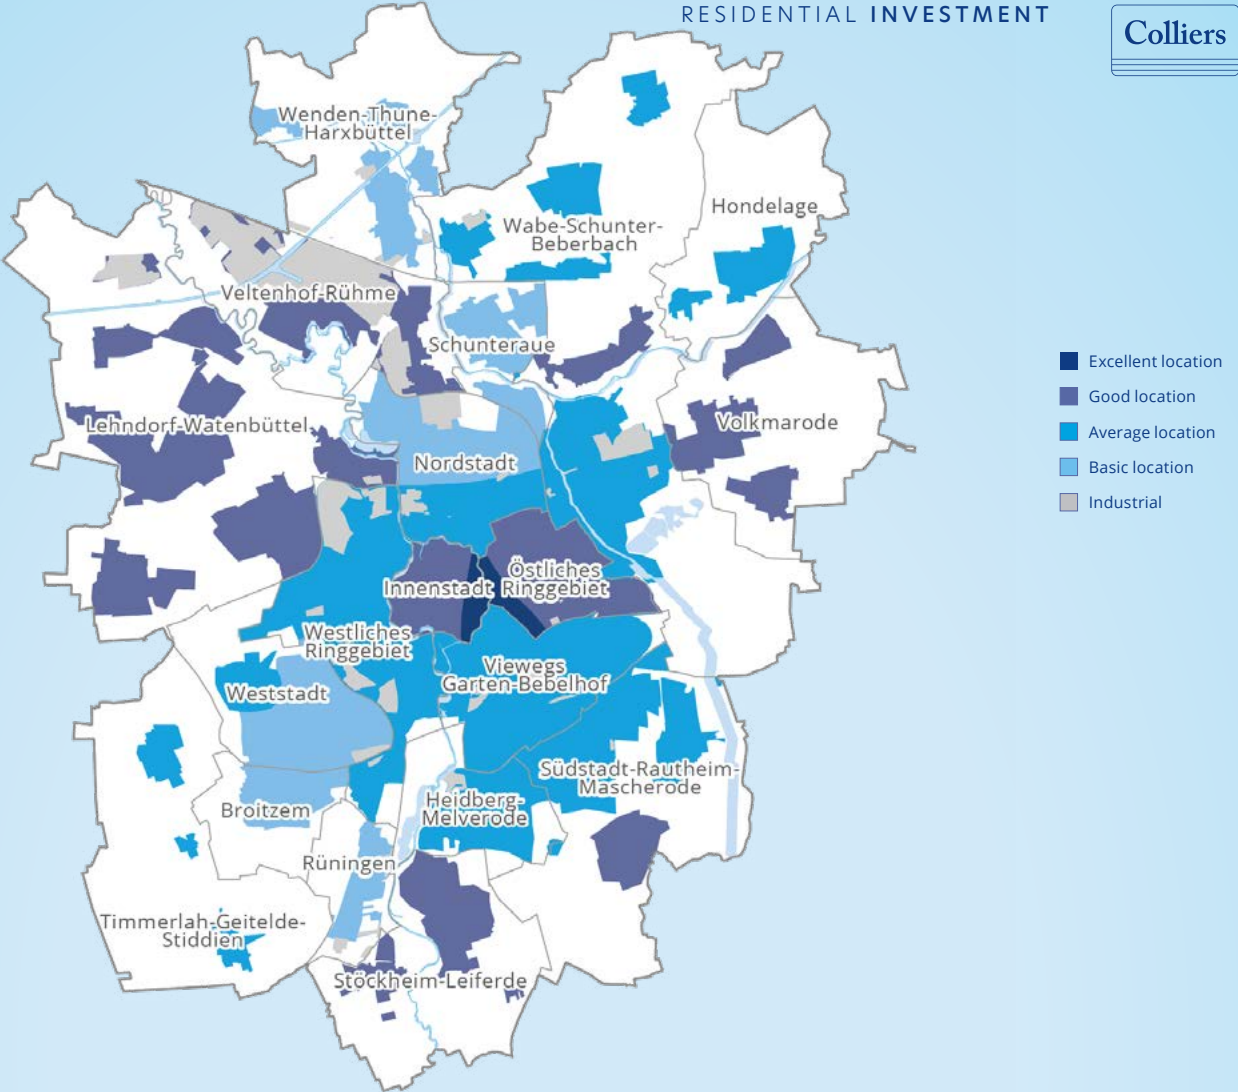 RESIDENTIAL INVESTMENT
Colliers
Wenden-Thune-
Harxbüttel
Hondelage
Wabe-Schunter-
Beberbach
Veltenhof-Rühme
Schunteraue
Lehndorf-Watenbüttel
Volkmarode
Nordstadt
Östliches
Ringgebiet
Innenstadt
Westliches
Ringgebiet
Viewegs
Garten-Bebelhof
Weststadt
Südstadt-Rautheim-
Mascherode
Heidberg-
Melverode
Broitzem
Rüningen
Timmerlah-Geitelde-
Stiddien
Stöckheim-Leiferde
Excellent location
Good location
Average location
Basic location
Industrial